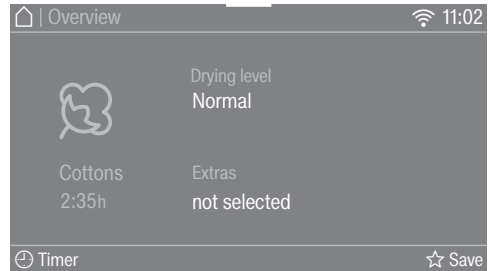 | Overview 11:02
Drying level
Normal
Cottons
2:35h
Extras
not selected
Timer Save